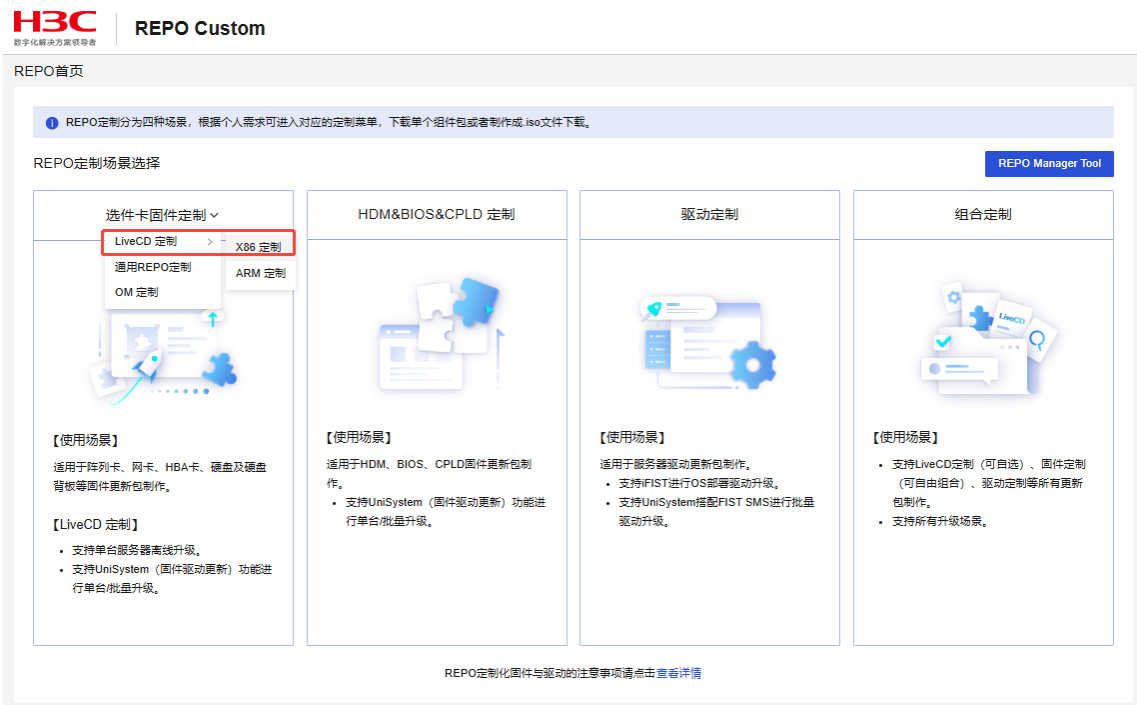 H3C
数字化解决方案领导者
REPO Custom
REPO首页
REPO定制分为四种场景，根据个人需求可进入对应的定制菜单，下载单个组件包或者制作成.iso文件下载。
REPO定制场景选择
REPO Manager Tool
选件卡固件定制
LiveCD 定制
X86 定制
通用REPO定制
ARM 定制
OM 定制
【使用场景】
适用于阵列卡、网卡、HBA卡、硬盘及硬盘
背板等固件更新包制作。
【LiveCD 定制】
• 支持单台服务器离线升级。
• 支持UniSystem（固件驱动更新）功能进
行单台/批量升级。
HDM&BIOS&CPLD 定制
【使用场景】
适用于HDM、BIOS、CPLD固件更新包制
作。
• 支持UniSystem（固件驱动更新）功能进
行单台/批量升级。
驱动定制
【使用场景】
适用于服务器驱动更新包制作。
• 支持iFIST进行OS部署驱动升级。
• 支持UniSystem搭配FIST SMS进行批量
驱动升级。
组合定制
LiveCD
【使用场景】
• 支持LiveCD定制（可自选）、固件定制
（可自由组合）、驱动定制等所有更新
包制作。
• 支持所有升级场景。
REPO定制化固件与驱动的注意事项请点击查看详情